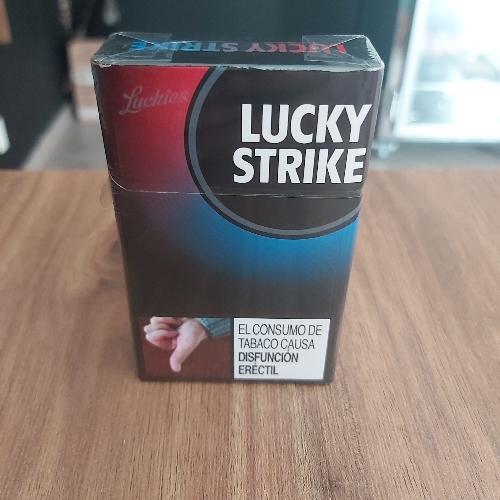 LUCKY STRIKE
Luckies
LUCKY
STRIKE
EL CONSUMO DE
TABACO CAUSA
DISFUNCIÓN
ERÉCTIL